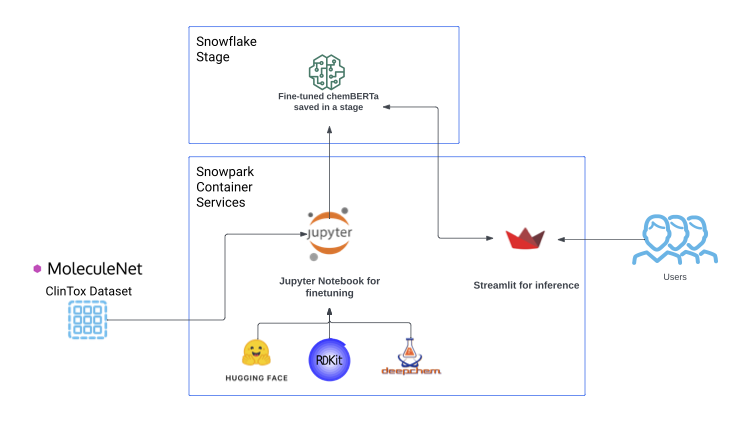 Snowflake
Stage
Fine-tuned chemBERTa
saved in a stage
Snowpark
Container
Services
jupyter
Jupyter Notebook for
finetuning
Streamlit for inference
Users
MoleculeNet
ClinTox Dataset
HUGGING FACE
RDKit
deepchem